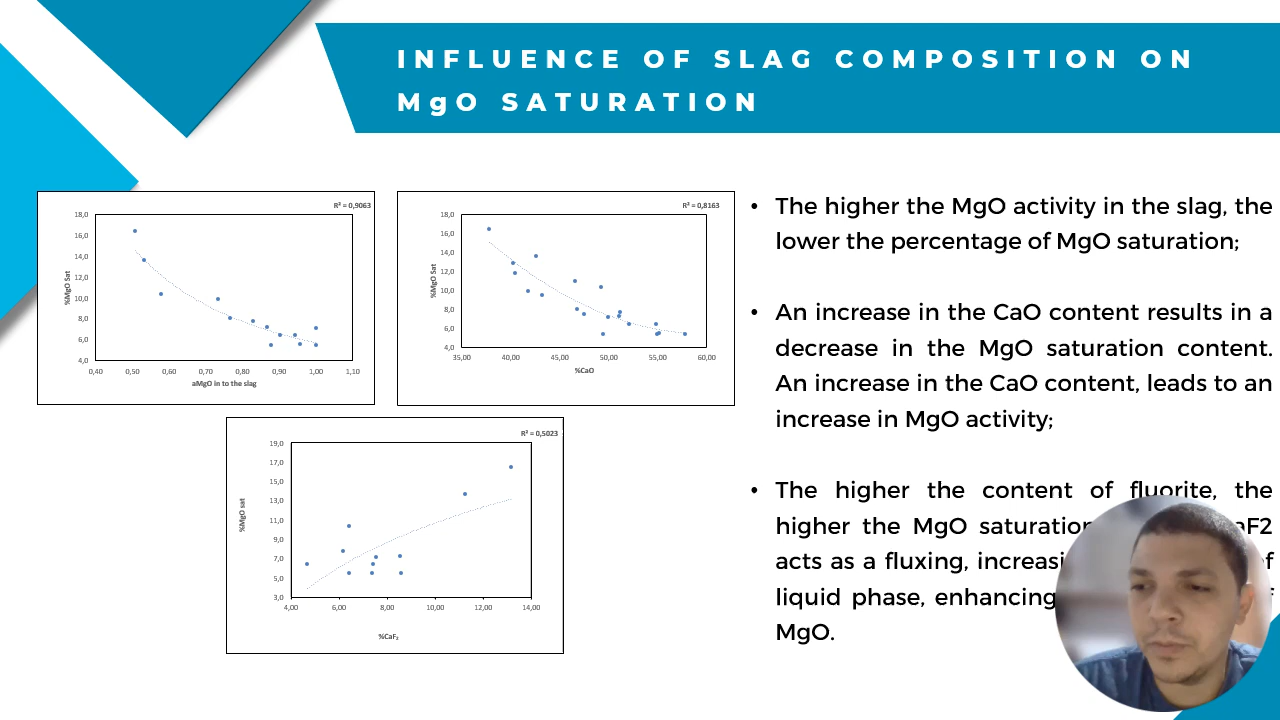 INFLUENCE OF SLAG COMPOSITION ON
MgO SATURATION
R² = 0,9063
18,0
16,0
14,0
12,0
10,0
8,0
6,0
4,0
%MgO Sat
0,40 0,50 0,60 0,70 0,80 0,90 1,00 1,10
aMgO in to the slag
R² = 0,8163
18,0
16,0
14,0
12,0
10,0
8,0
6,0
4,0
%MgO Sat
35,00 40,00 45,00 50,00 55,00 60,00
%CaO
R² = 0,5023
19,0
17,0
15,0
13,0
11,0
9,0
7,0
5,0
3,0
%MgO sat
4,00 6,00 8,00 10,00 12,00 14,00
%CaF₂
• The higher the MgO activity in the slag, the
lower the percentage of MgO saturation;
• An increase in the CaO content results in a
decrease in the MgO saturation content.
An increase in the CaO content, leads to an
increase in MgO activity;
• The higher the content of fluorite, the
higher the MgO saturation
acts as a fluxing,
liquid phase, enhancing
MgO.